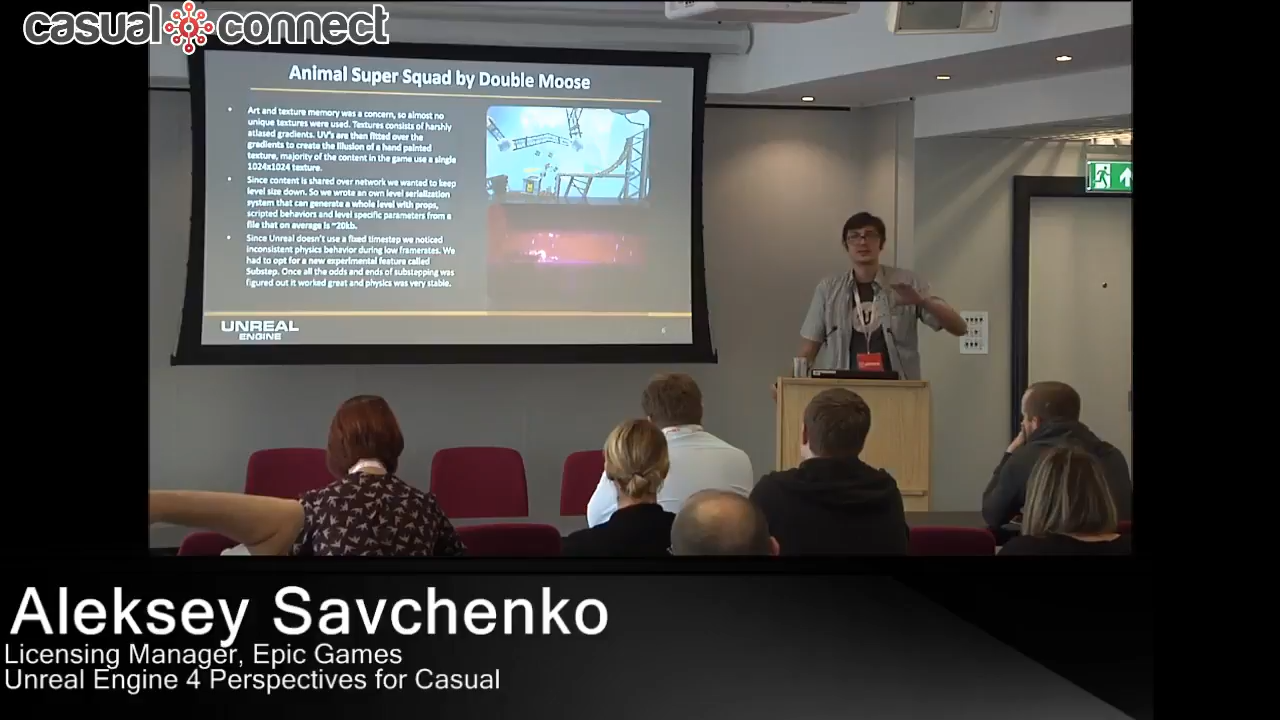 casual connect
Animal Super Squad by Double Moose
Art and texture memory was a concern, so almost no
unique textures were used. Textures consists of harshly
atlased gradients. UV's are then fitted over the
gradients to create the illusion of a hand painted
texture, majority of the content in the game use a single
1024x1024 texture.
Since content is shared over network we wanted to keep
level size down. So we wrote an own level serialization
system that can generate a whole level with props,
scripted behaviors and level specific parameters from a
file that on average is ~20kb.
Since Unreal doesn't use a fixed timestep we noticed
inconsistent physics behavior during low framerates. We
had to opt for a new experimental feature called
Substep. Once all the odds and ends of substepping was
figured out it worked great and physics was very stable.
UNREAL
ENGINE
Aleksey Savchenko
Licensing Manager, Epic Games
Unreal Engine 4 Perspectives for Casual